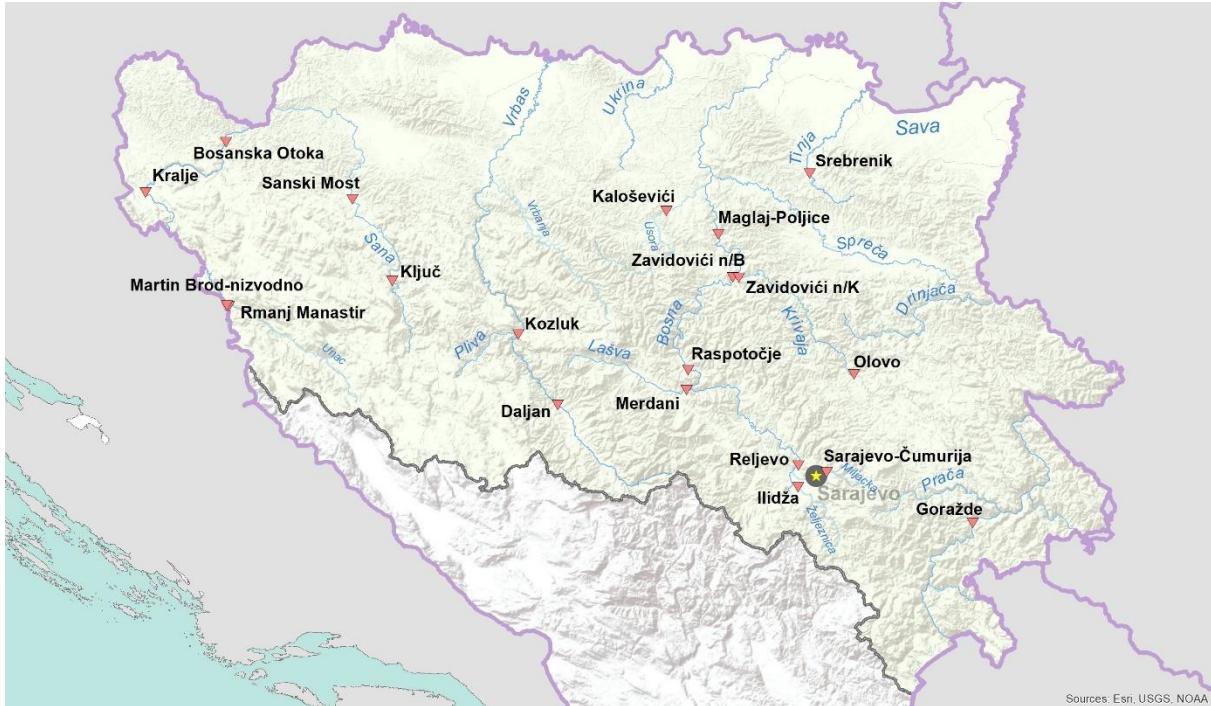 Vrbas
Ukrina
Tinja
Sava
Bosanska Otoka
Kralje
Sanski Most
Srebrenik
Kaloševići
Vrbanja
Usora
Maglaj-Poljice
Spreča
Sana
Zavidovići n/B
Ključ
Zavidovići n/K
Martin Brod-nizvodno
Rmanj Manastir
Drinjača
Bosna
Krivaja
Kozluk
Pliva
Lašva
Unac
Raspotočje
Olovo
Merdani
Daljan
Reljevo
Sarajevo-Čumurija
Miljacka
Prača
Ilidža
Sarajevo
Goražde
Željeznica
Sources: Esri, USGS, NOAA